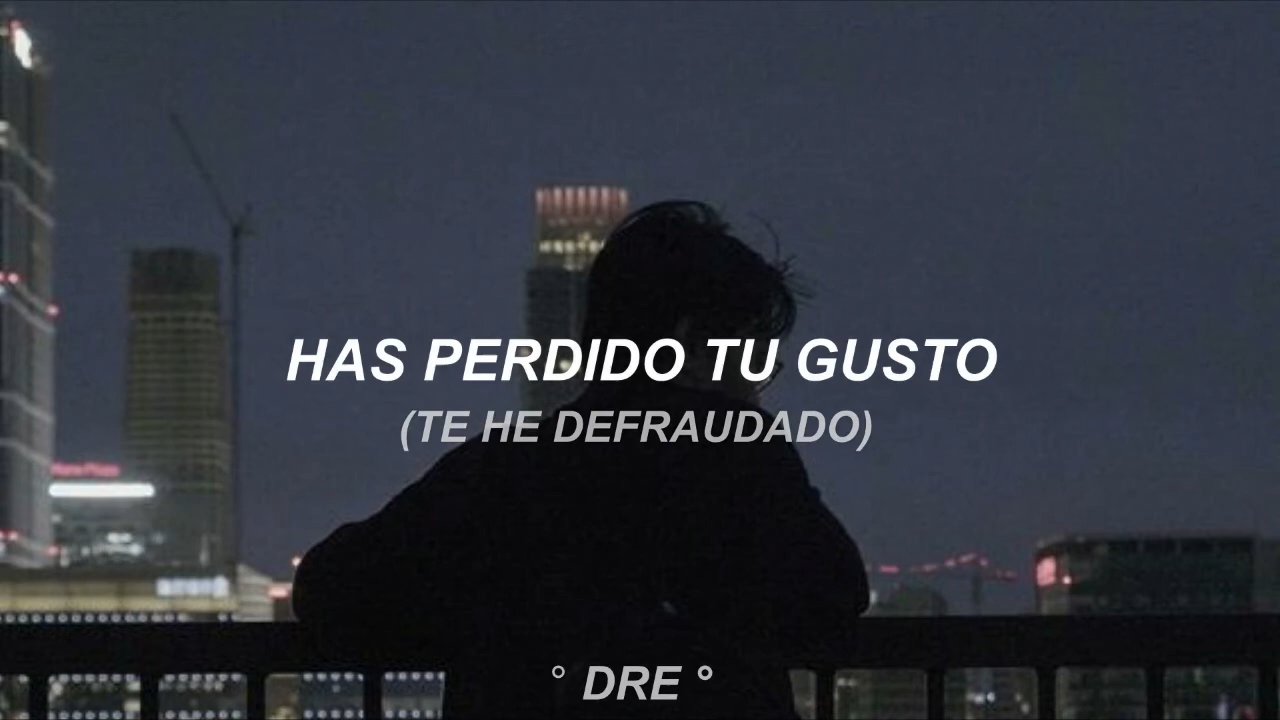 HAS PERDIDO TU GUSTO
(TE HE DEFRAUDADO)
° DRE °